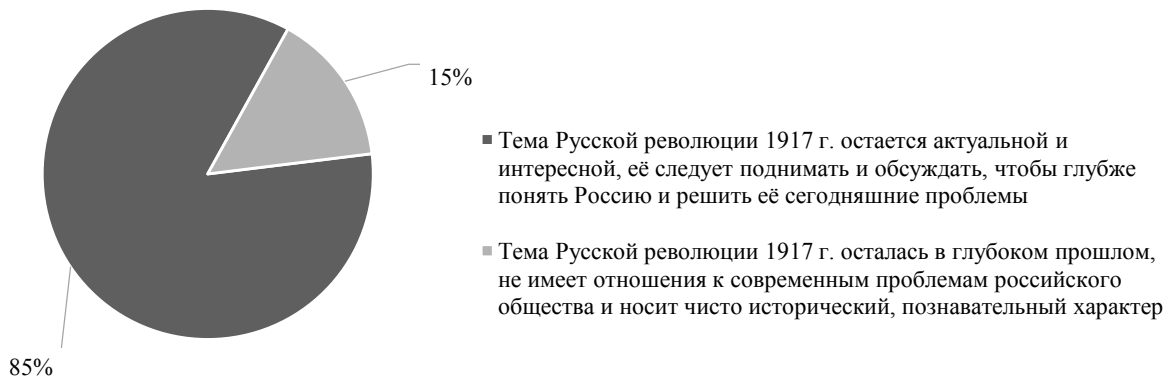 15%
Тема Русской революции 1917 г. остается актуальной и
интересной, её следует поднимать и обсуждать, чтобы глубже
понять Россию и решить её сегодняшние проблемы
Тема Русской революции 1917 г. осталась в глубоком прошлом,
не имеет отношения к современным проблемам российского
общества и носит чисто исторический, познавательный характер
85%